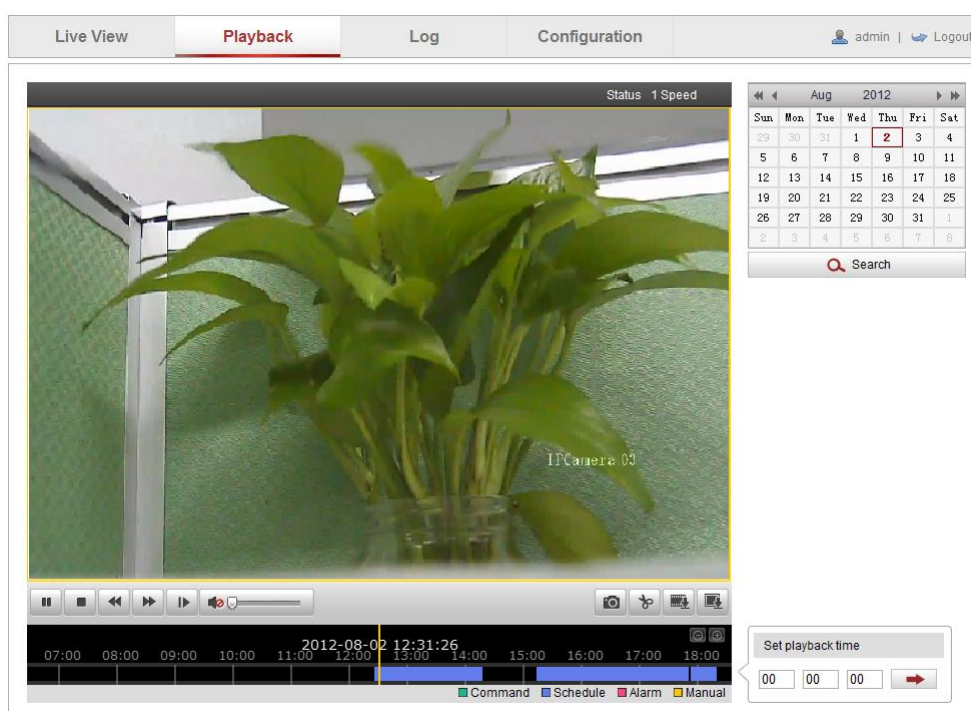 Live View Playback Log Configuration admin | Logout
Status 1 Speed
Aug 2012
Sun Mon Tue Wed Thu Fri Sat
29 30 31 1 2 3 4
5 6 7 8 9 10 11
12 13 14 15 16 17 18
19 20 21 22 23 24 25
26 27 28 29 30 31 1
2 3 4 5 6 7 8
Search
IPCamera 03
2012-08-02 12:31:26
07:00 08:00 09:00 10:00 11:00 12:00 13:00 14:00 15:00 16:00 17:00 18:00
Command Schedule Alarm Manual
Set playback time
00 00 00